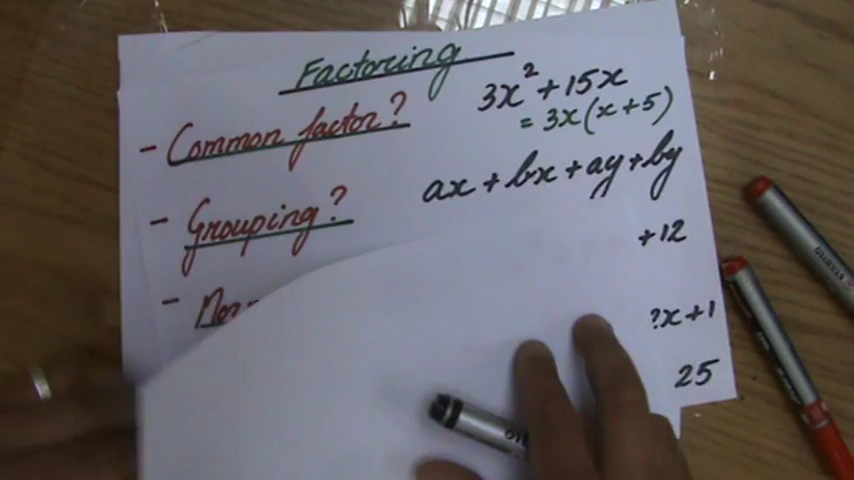 Factoring
- Common factor? 3x² + 15x
= 3x(x + 5)
- Grouping? ax + bx + ay + by
+ 12
-
?x + 1
25